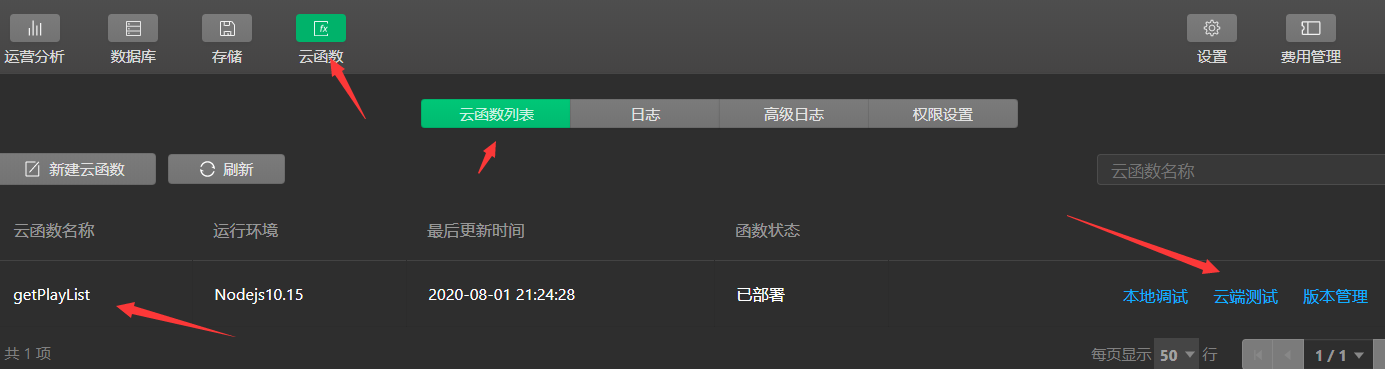 运营分析 数据库 存储 云函数 设置 费用管理
云函数列表 日志 高级日志 权限设置
新建云函数 刷新 云函数名称
云函数名称 运行环境 最后更新时间 函数状态
getPlayList Nodejs10.15 2020-08-01 21:24:28 已部署 本地调试 云端测试 版本管理
共 1 项 每页显示 50 行 1 / 1